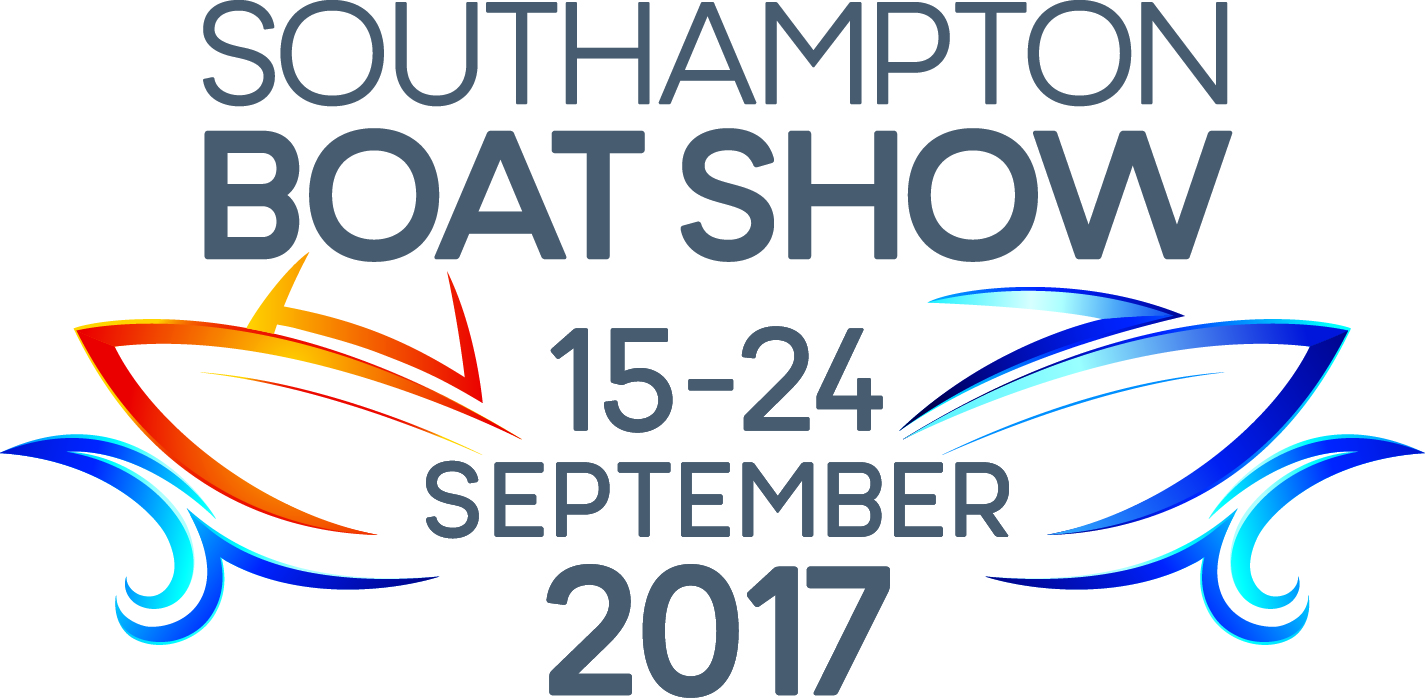 SOUTHAMPTON
BOAT SHOW
15-24
SEPTEMBER
2017